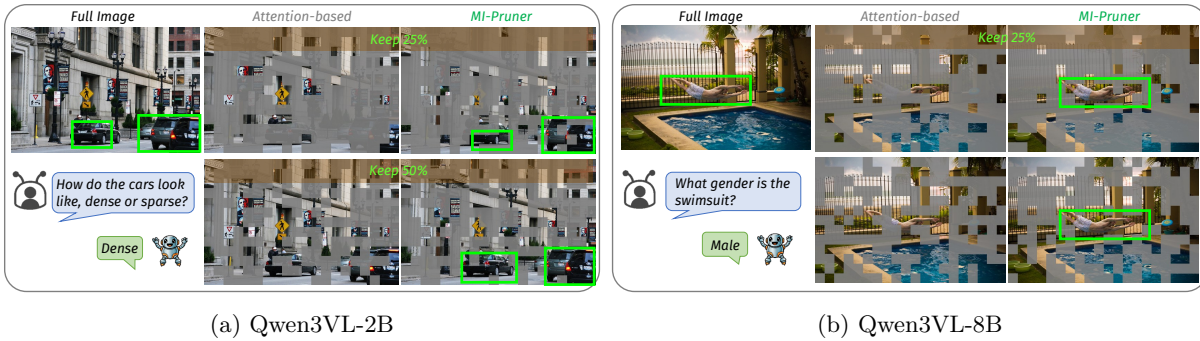 Full Image
Attention-based
MI-Pruner
Keep 25%
Keep 50%
How do the cars look
like, dense or sparse?
Dense
(a) Qwen3VL-2B
Full Image
Attention-based
MI-Pruner
Keep 25%
What gender is the
swimsuit?
Male
(b) Qwen3VL-8B